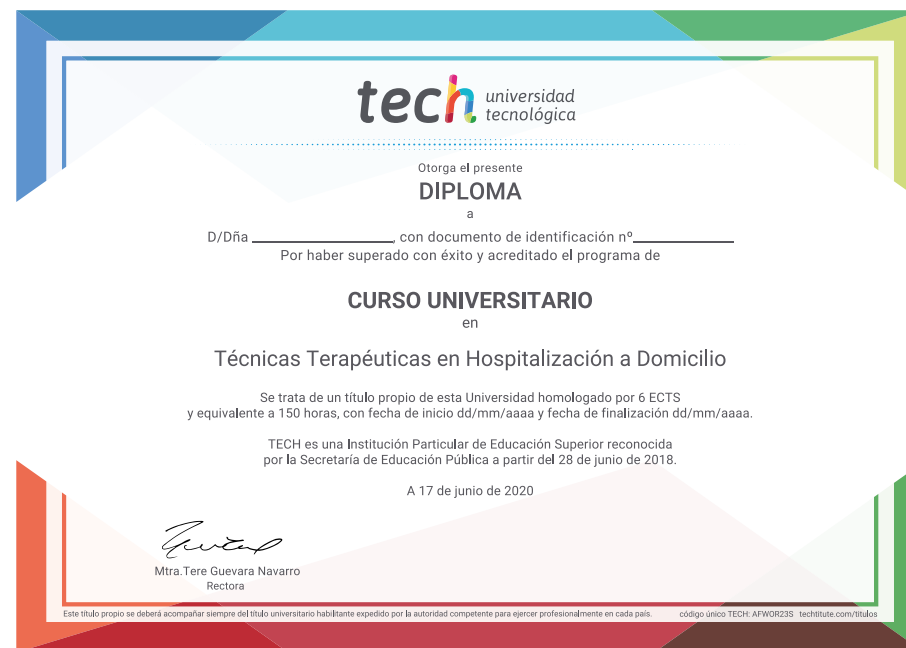 tech universidad
tecnológica
Otorga el presente
DIPLOMA
a
D/Dña , con documento de identificación nº
Por haber superado con éxito y acreditado el programa de
CURSO UNIVERSITARIO
en
Técnicas Terapéuticas en Hospitalización a Domicilio
Se trata de un título propio de esta Universidad homologado por 6 ECTS
y equivalente a 150 horas, con fecha de inicio dd/mm/aaaa y fecha de finalización dd/mm/aaaa.
TECH es una Institución Particular de Educación Superior reconocida
por la Secretaría de Educación Pública a partir del 28 de junio de 2018.
A 17 de junio de 2020
Mtra.Tere Guevara Navarro
Rectora
Este título propio se deberá acompañar siempre del título universitario habilitante expedido por la autoridad competente para ejercer profesionalmente en cada país. código único TECH: AFWOR23S techtitute.com/títulos